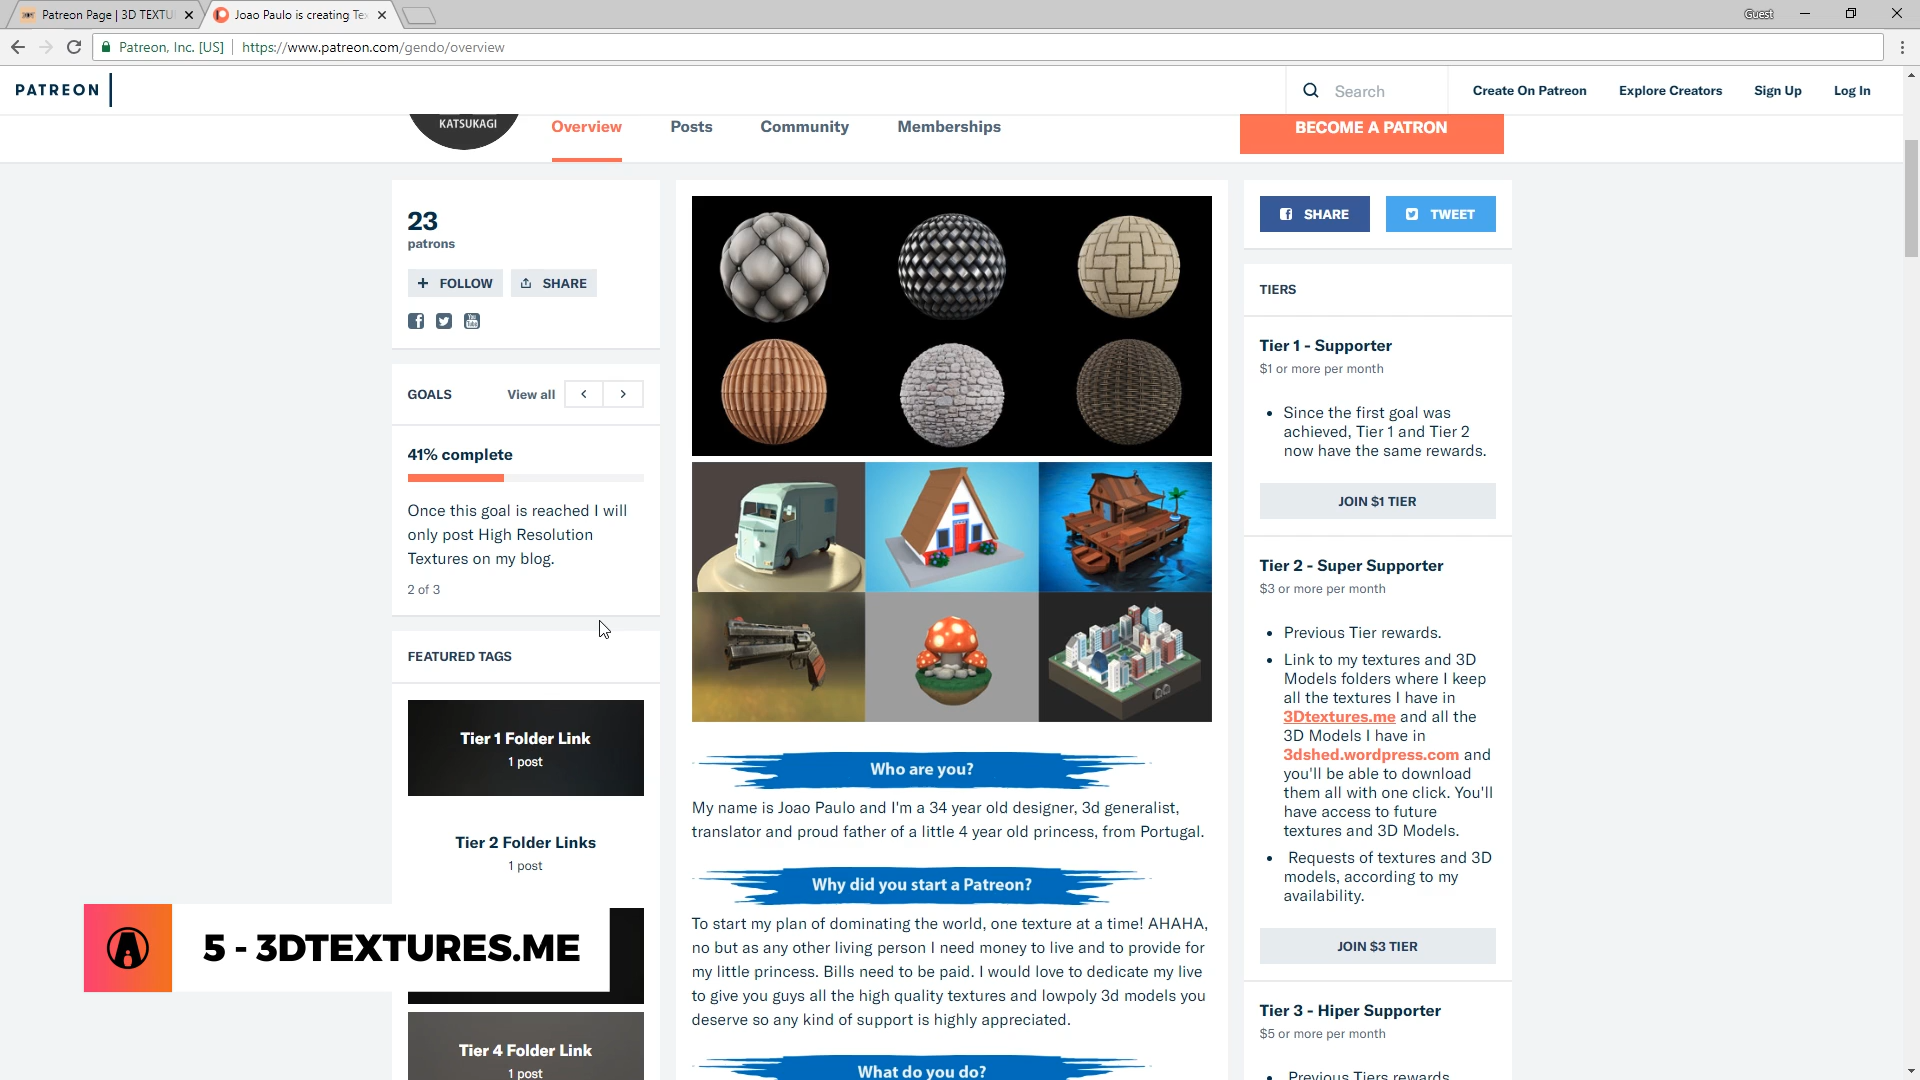 Patreon Page | 3D TEXTU
Joao Paulo is creating Te
Guest
Patreon, Inc. [US]
https://www.patreon.com/gendo/overview
PATREON
Search
Create On Patreon
Explore Creators
Sign Up
Log In
KATSUKAGI
Overview
Posts
Community
Memberships
BECOME A PATRON
23
patrons
+ FOLLOW
SHARE
GOALS
View all
41% complete
Once this goal is reached I will
only post High Resolution
Textures on my blog.
2 of 3
FEATURED TAGS
Tier 1 Folder Link
1 post
Tier 2 Folder Links
1 post
5 - 3DTEXTURES.ME
Tier 4 Folder Link
1 post
Who are you?
My name is Joao Paulo and I'm a 34 year old designer, 3d generalist,
translator and proud father of a little 4 year old princess, from Portugal.
Why did you start a Patreon?
To start my plan of dominating the world, one texture at a time! AHAHA,
no but as any other living person I need money to live and to provide for
my little princess. Bills need to be paid. I would love to dedicate my live
to give you guys all the high quality textures and lowpoly 3d models you
deserve so any kind of support is highly appreciated.
What do you do?
SHARE
TWEET
TIERS
Tier 1 - Supporter
$1 or more per month
• Since the first goal was
achieved, Tier 1 and Tier 2
now have the same rewards.
JOIN $1 TIER
Tier 2 - Super Supporter
$3 or more per month
• Previous Tier rewards.
• Link to my textures and 3D
Models folders where I keep
all the textures I have in
3Dtextures.me and all the
3D Models I have in
3dshed.wordpress.com and
you'll be able to download
them all with one click. You'll
have access to future
textures and 3D Models.
• Requests of textures and 3D
models, according to my
availability.
JOIN $3 TIER
Tier 3 - Hiper Supporter
$5 or more per month
• Previous Tiers rewards